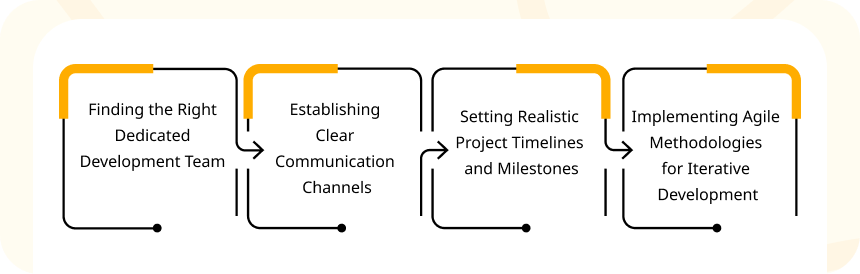 Finding the Right
Dedicated
Development Team
Establishing
Clear
Communication
Channels
Setting Realistic
Project Timelines
and Milestones
Implementing Agile
Methodologies
for Iterative
Development